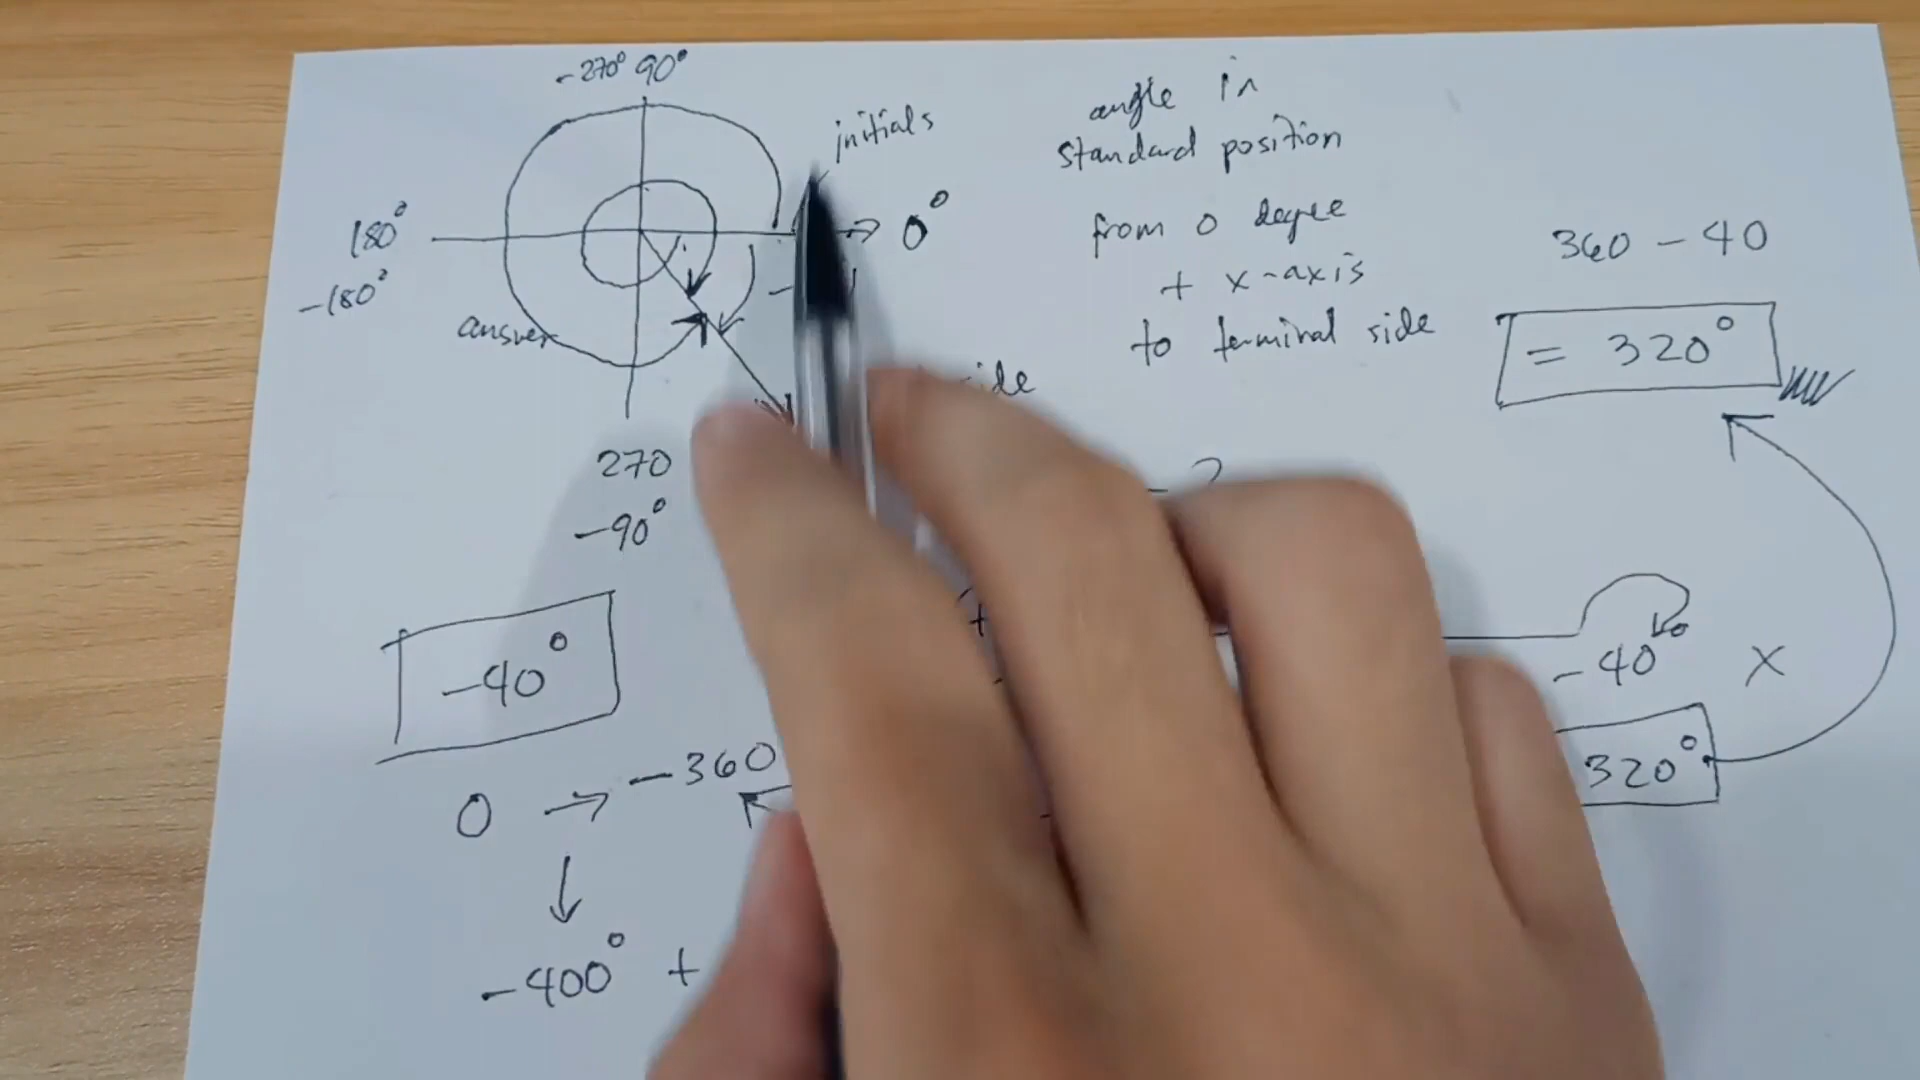 -270° 90°
initials
180°
-180°
0°
answer
270
-90°
angle in
standard position
from 0 degree
+ x-axis
to terminal side
360 - 40
= 320°
-40°
0 → -360
-400° +
-40° X
320°